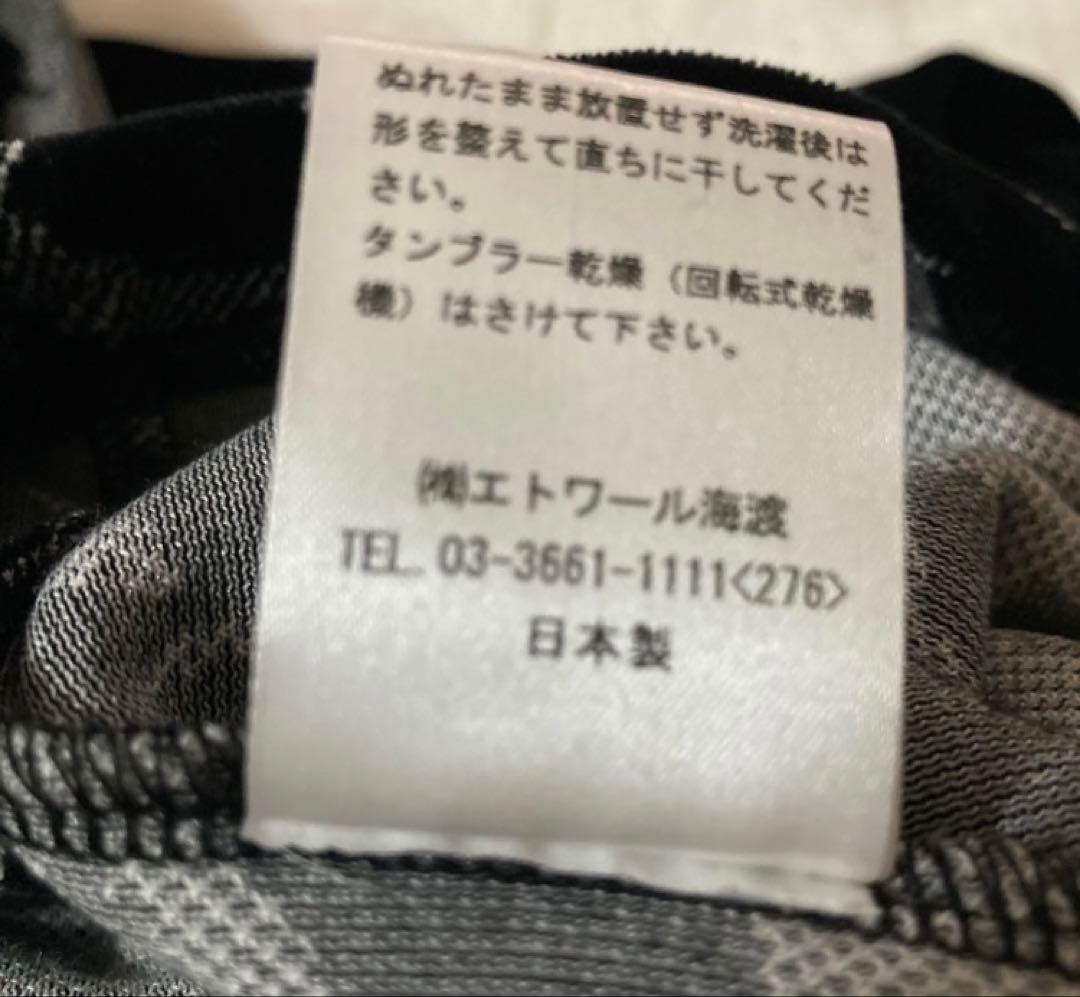 ぬれたまま放置せず洗濯後は
形を整えて直ちに干してくだ
さい。
タンブラー乾燥（回転式乾燥
機）はさけて下さい。
㈱エトワール海渡
TEL. 03-3661-1111<276>
日本製